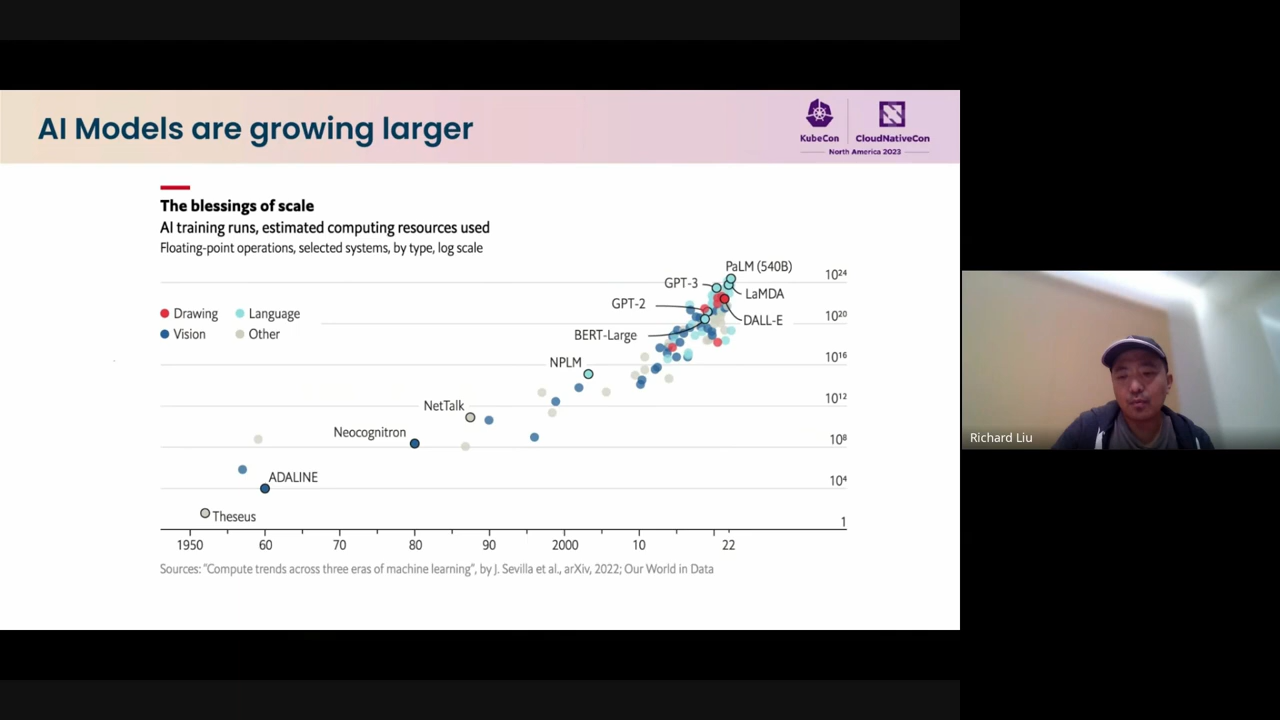 AI Models are growing larger
KubeCon
CloudNativeCon
North America 2023
The blessings of scale
AI training runs, estimated computing resources used
Floating-point operations, selected systems, by type, log scale
Drawing
Language
Vision
Other
PaLM (540B)
GPT-3
LaMDA
GPT-2
DALL-E
BERT-Large
NPLM
NetTalk
Neocognitron
ADALINE
Theseus
10²⁴
10²⁰
10¹⁶
10¹²
10⁸
10⁴
1
1950 60 70 80 90 2000 10 22
Sources: "Compute trends across three eras of machine learning", by J. Sevilla et al., arXiv, 2022; Our World in Data
Richard Liu